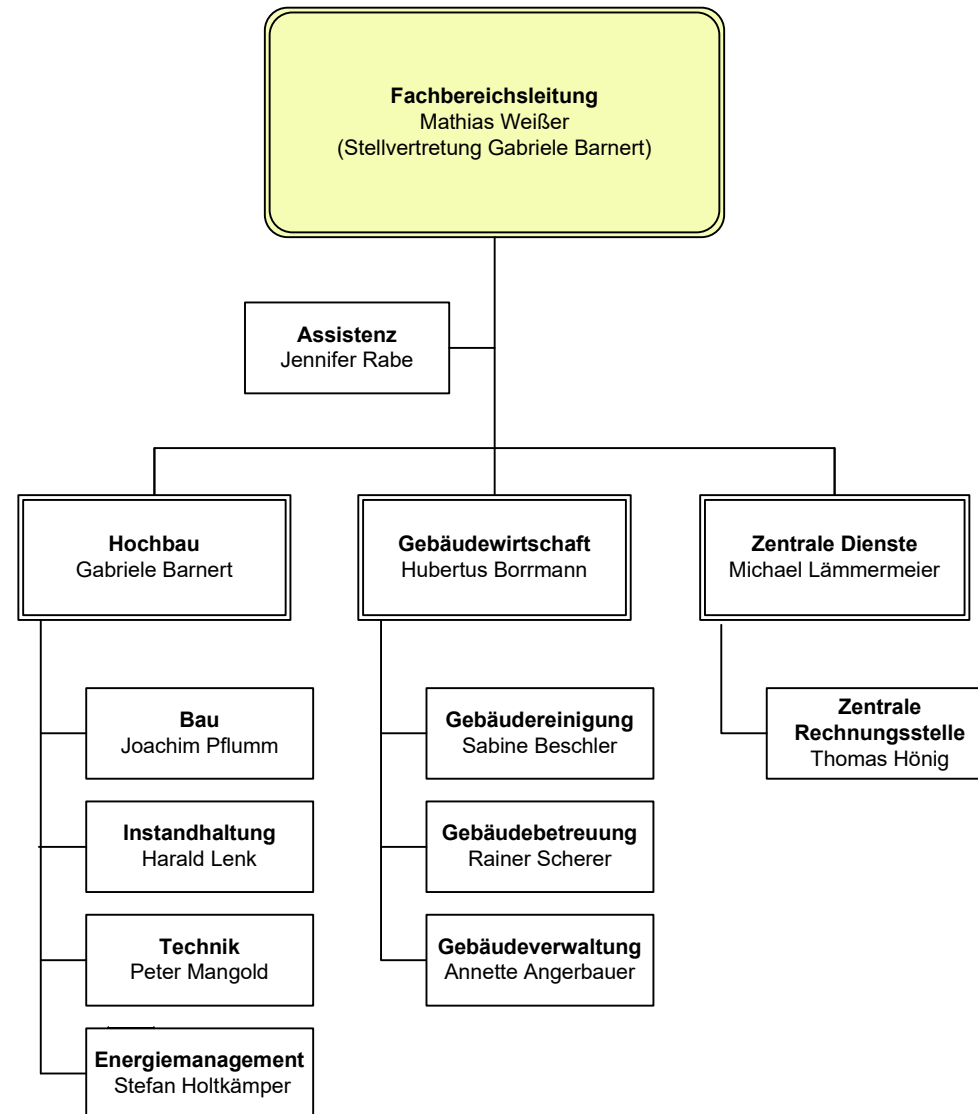 Fachbereichsleitung
Mathias Weißer
(Stellvertretung Gabriele Barnert)
Assistenz
Jennifer Rabe
Hochbau
Gabriele Barnert
Gebäudewirtschaft
Hubertus Borrmann
Zentrale Dienste
Michael Lämmermeier
Bau
Joachim Pflumm
Instandhaltung
Harald Lenk
Technik
Peter Mangold
Energiemanagement
Stefan Holtkämper
Gebäudereinigung
Sabine Beschler
Gebäudebetreuung
Rainer Scherer
Gebäudeverwaltung
Annette Angerbauer
Zentrale
Rechnungsstelle
Thomas Hönig